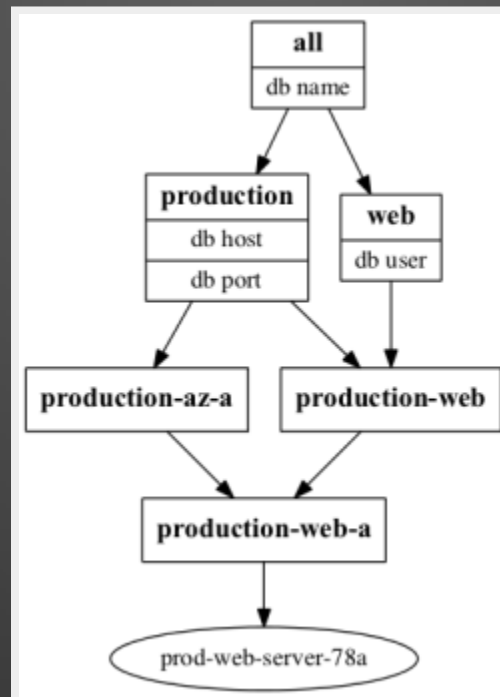 all
db name
production
db host
db port
web
db user
production-az-a
production-web
production-web-a
prod-web-server-78a